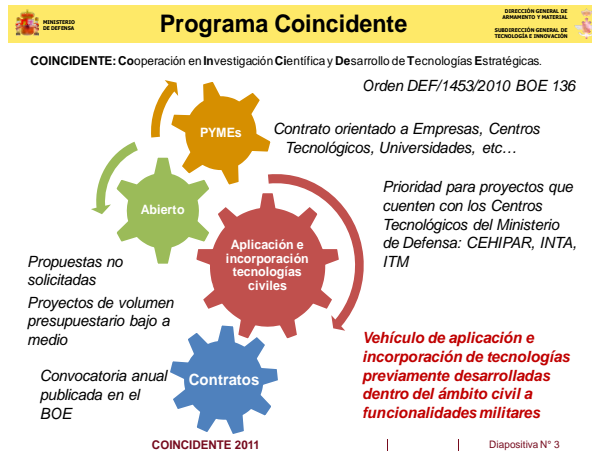 MINISTERIO
DE DEFENSA
Programa Coincidente
DIRECCIÓN GENERAL DE
ARMAMENTO Y MATERIAL
SUBDIRECCIÓN GENERAL DE
TECNOLOGÍA E INNOVACIÓN
COINCIDENTE: Cooperación en Investigación Científica y Desarrollo de Tecnologías Estratégicas.
Orden DEF/1453/2010 BOE 136
PYMEs
Contrato orientado a Empresas, Centros
Tecnológicos, Universidades, etc…
Abierto
Prioridad para proyectos que
cuenten con los Centros
Tecnológicos del Ministerio
de Defensa: CEHIPAR, INTA,
ITM
Aplicación e
incorporación
tecnologías
civiles
Propuestas no
solicitadas
Proyectos de volumen
presupuestario bajo a
medio
Vehículo de aplicación e
incorporación de tecnologías
previamente desarrolladas
dentro del ámbito civil a
funcionalidades militares
Convocatoria anual
publicada en el
BOE
Contratos
COINCIDENTE 2011
Diapositiva N° 3